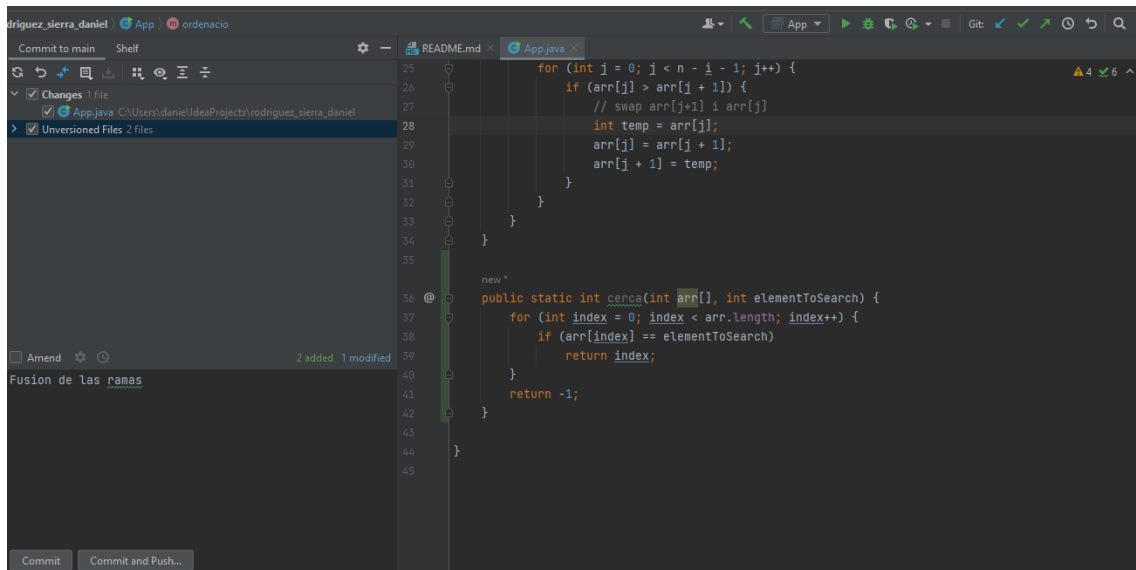 driguez_sierra_daniel App ordenacio
App
Git:
Commit to main Shelf
README.md App.java
Changes 1 file
App.java C:\Users\danie\IdeaProjects\rodriguez_sierra_daniel
Unversioned Files 2 files
Amend
2 added 1 modified
Fusion de las ramas
Commit Commit and Push...
4 6
25 for (int j = 0; j < n - i - 1; j++) {
26 if (arr[j] > arr[j + 1]) {
27 // swap arr[j+1] i arr[j]
28 int temp = arr[j];
29 arr[j] = arr[j + 1];
30 arr[j + 1] = temp;
31 }
32 }
33 }
34 }
35
new *
36 @ public static int cerca(int arr[], int elementToSearch) {
37 for (int index = 0; index < arr.length; index++) {
38 if (arr[index] == elementToSearch)
39 return index;
40 }
41 return -1;
42 }
43
44 }
45